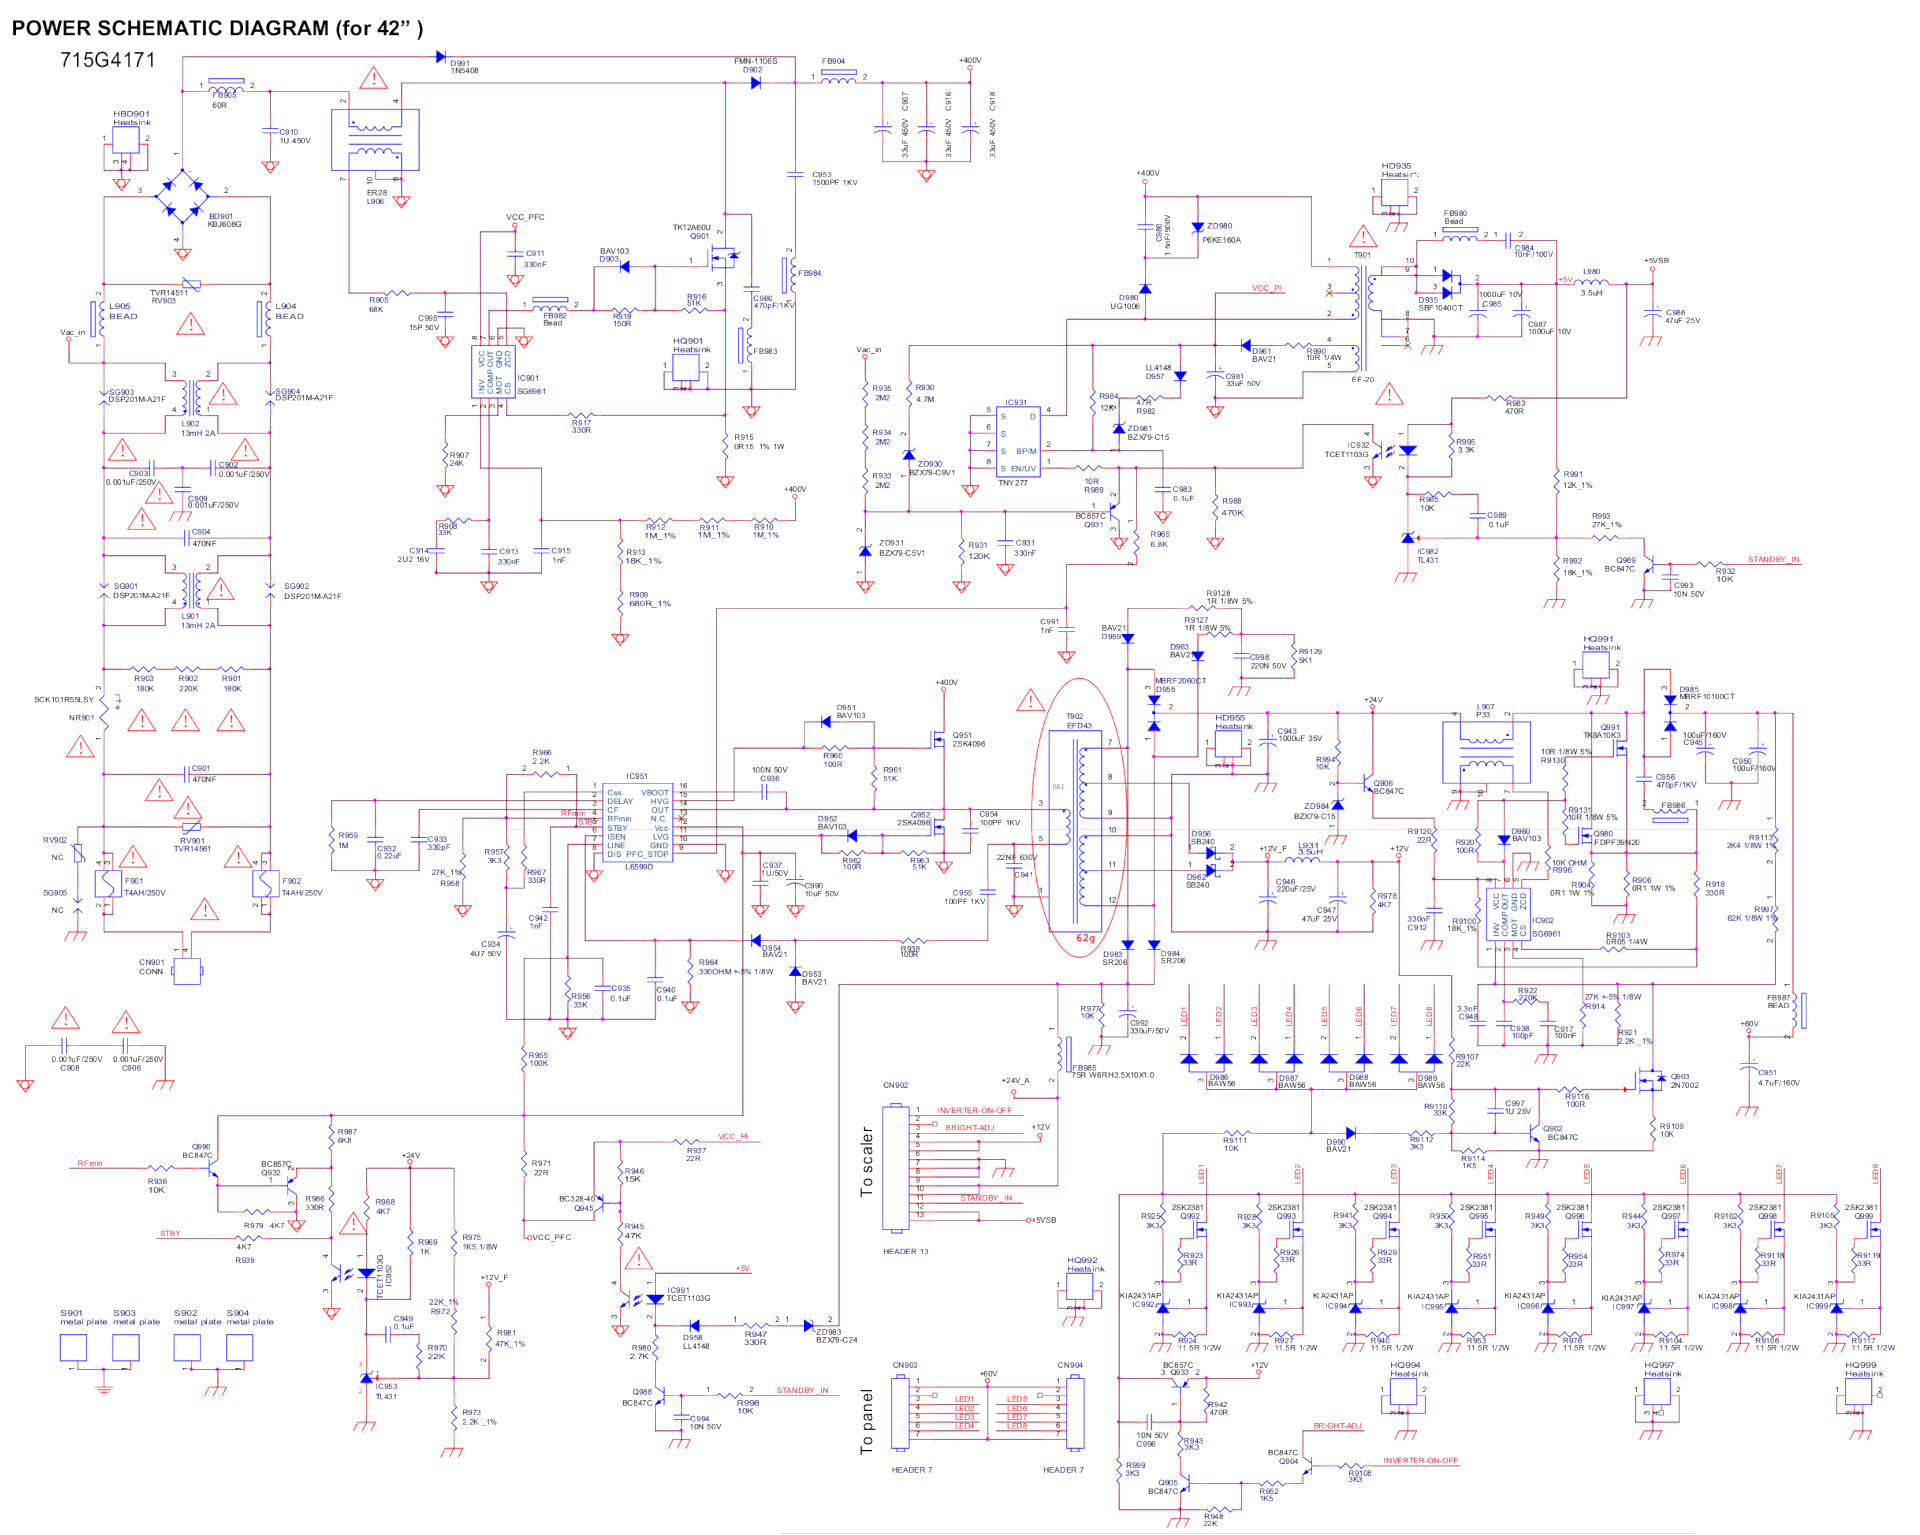 POWER SCHEMATIC DIAGRAM (for 42” )
715G4171
D991
1N5408
FMN-1106S
D902
FB904
+400V
FB905
60R
HBD901
Heatsink
C910
1U 450V
33uF 450V C907
33uF 450V C916
33uF 450V C918
ER28
L906
C953
1500PF 1KV
BD901
KBJ608G
VCC_PFC
C911
330nF
TK12A60U
Q901
BAV103
D903
TVR14511
RV903
L905
BEAD
L904
BEAD
Vac_in
R905
68K
C995
15P 50V
FB982
Bead
R919
150R
R916
51K
C960
470pF/1KV
FB984
FB983
HQ901
Heatsink
INV COMP MOT CS
VCC OUT GND ZCD
IC901
SG6961
SG903
DSP201M-A21F
SG904
DSP201M-A21F
L902
13mH 2A
R917
330R
R907
24K
R915
0R15 1% 1W
C903
0.001uF/250V
C902
0.001uF/250V
C909
0.001uF/250V
C904
470NF
R908
33K
C914
2U2 16V
C913
330nF
C915
1nF
R912
1M_1%
R911
1M_1%
R910
1M_1%
+400V
R913
18K_1%
R909
680R_1%
SG901
DSP201M-A21F
SG902
DSP201M-A21F
L901
13mH 2A
R903
180K
R902
220K
R901
180K
SCK101R55LSY
NR901
C901
470NF
RV902
NC
RV901
TVR14561
SG905
NC
F901
T4AH/250V
F902
T4AH/250V
CN901
CONN
0.001uF/250V
C908
0.001uF/250V
C906
+400V
C980
ZD980
P6KE160A
D980
UG1006
VCC_PI
HD935
Heatsink
FB980
Bead
C984
10nF/100V
T901
D935
SBF1040CT
1000uF 10V
C985
C987
1000uF 10V
+5V
L980
3.5uH
+5VSB
C986
47uF 25V
EF-20
Vac_in
R935
2M2
R934
2M2
R933
2M2
R930
4.7M
ZD930
BZX79-C9V1
D961
BAV21
R990
10R 1/4W
C981
33uF 50V
LL4148
D957
R984
12K
47R
R982
ZD981
BZX79-C15
IC931
S
S
S
S
D
BP/M
EN/UV
TNY277
10R
R989
BC857C
Q931
C983
0.1uF
R988
470K
R965
6.8K
ZD931
BZX79-C5V1
R931
120K
C931
330nF
R983
470R
IC932
TCET1103G
R995
3.3K
R985
10K
C989
0.1uF
R991
12K_1%
R993
27K_1%
R992
18K_1%
IC982
TL431
Q989
BC847C
C993
10N 50V
R932
10K
STANDBY_IN
C991
1nF
R9128
1R 1/8W 5%
R9127
1R 1/8W 5%
BAV21
D959
D963
BAV21
C998
220N 50V
R9129
5K1
MBRF2060CT
D955
T902
EFD43
PRI
62g
HD955
Heatsink
C943
1000uF 35V
+24V
R994
10K
Q906
BC847C
ZD984
BZX79-C15
L907
P33
HQ991
Heatsink
D985
MBRF10100CT
Q991
TK8A10K3
10R 1/8W 5%
R9130
R9131
10R 1/8W 5%
Q980
FDPF39N20
100uF/160V
C945
C950
100uF/160V
C956
470pF/1KV
FB986
R9113
2K4 1/8W 1%
D956
SB240
D962
SB240
+12V_F
L931
3.5uH
+12V
C946
220uF/25V
C947
47uF 25V
R978
4K7
R9120
22R
R920
100R
D960
BAV103
10K OHM
R996
R904
0R1 1W 1%
R906
0R1 1W 1%
R918
330R
R997
62K 1/8W 1%
330nF
C912
R9100
18K_1%
INV COMP MOT CS
VCC OUT GND ZCD
IC902
SG6961
R9103
0R05 1/4W
D983
SR206
D984
SR206
+400V
D951
BAV103
Q951
2SK4096
R960
100R
R961
51K
R966
2.2K
IC951
Css
DELAY
CF
RFmin
STBY
ISEN
LINE
DIS PFC_STOP
VBOOT
HVG
OUT
N.C.
Vcc
LVG
GND
L6599D
RFmin
STBY
100N 50V
C936
Q952
2SK4096
C954
100PF 1KV
D952
BAV103
R962
100R
R963
51K
R959
1M
C932
0.22uF
C933
330pF
27K_1%
R958
R957
3K3
R967
330R
C937
1U/50V
C990
10uF 50V
C955
100PF 1KV
22NF 630V
C941
C942
1nF
C934
4U7 50V
D954
BAV21
D953
BAV21
R938
100R
R956
33K
C935
0.1uF
C940
0.1uF
R964
330OHM +-5% 1/8W
R955
100K
R977
10K
C992
330uF/50V
FB985
75R W6RH3.5X10X1.0
LED1 LED2 LED3 LED4 LED5 LED6 LED7 LED8
D986
BAW56
D987
BAW56
D988
BAW56
D989
BAW56
R9107
22K
3.3nF
C948
R922
220K
C938
100pF
C917
100nF
27K +-5% 1/8W
R914
R921
2.2K _1%
FB987
BEAD
+60V
C951
4.7uF/160V
Q903
2N7002
R9116
100R
R9109
10K
R9110
33K
C997
1U 25V
Q902
BC847C
R9111
10K
D990
BAV21
R9112
3K3
R9114
1K5
RFmin
R936
10K
Q990
BC847C
BC857C
Q932
R987
6K8
R986
330R
R979 4K7
STBY
4K7
R939
+24V
R968
4K7
R969
1K
R975
1K5 1/8W
TCET1103G
IC952
+12V_F
22K_1%
R972
R981
47K_1%
C949
0.1uF
R970
22K
IC953
TL431
R973
2.2K _1%
S901
metal plate
S903
metal plate
S902
metal plate
S904
metal plate
R971
22R
VCC_PFC
BC328-40
Q945
R946
15K
R937
22R
VCC_PI
R945
47K
IC991
TCET1103G
+5V
D958
LL4148
R947
330R
ZD983
BZX79-C24
R980
2.7K
Q988
BC847C
C994
10N 50V
R998
10K
STANDBY_IN
CN902
+24V_A
INVERTER-ON-OFF
BRIGHT-ADJ
+12V
STANDBY_IN
+5VSB
HEADER 13
To scaler
HQ992
Heatsink
CN903
CN904
+60V
LED1
LED2
LED3
LED4
LED5
LED6
LED7
LED8
HEADER 7
HEADER 7
To panel
LED1 LED2 LED3 LED4 LED5 LED6 LED7 LED8
R925
3K3
2SK2381
Q992
R923
33R
KIA2431AP
IC992
R924
11.5R 1/2W
R928
3K3
2SK2381
Q993
R926
33R
KIA2431AP
IC993
R927
11.5R 1/2W
R941
3K3
2SK2381
Q994
R929
33R
KIA2431AP
IC994
R940
11.5R 1/2W
R950
3K3
2SK2381
Q995
R951
33R
KIA2431AP
IC995
R953
11.5R 1/2W
R949
3K3
2SK2381
Q996
R954
33R
KIA2431AP
IC996
R976
11.5R 1/2W
R944
3K3
2SK2381
Q997
R974
33R
KIA2431AP
IC997
R9104
11.5R 1/2W
R9102
3K3
2SK2381
Q998
R9118
33R
KIA2431AP
IC998
R9106
11.5R 1/2W
R9105
3K3
2SK2381
Q999
R9119
33R
KIA2431AP
IC999
R9117
11.5R 1/2W
BC857C
Q933
+12V
R942
470R
10N 50V
C996
R943
3K3
R999
3K3
Q905
BC847C
R952
1K5
R948
22K
BC847C
Q904
BRIGHT-ADJ
R9108
3K3
INVERTER-ON-OFF
HQ994
Heatsink
HQ997
Heatsink
HQ999
Heatsink